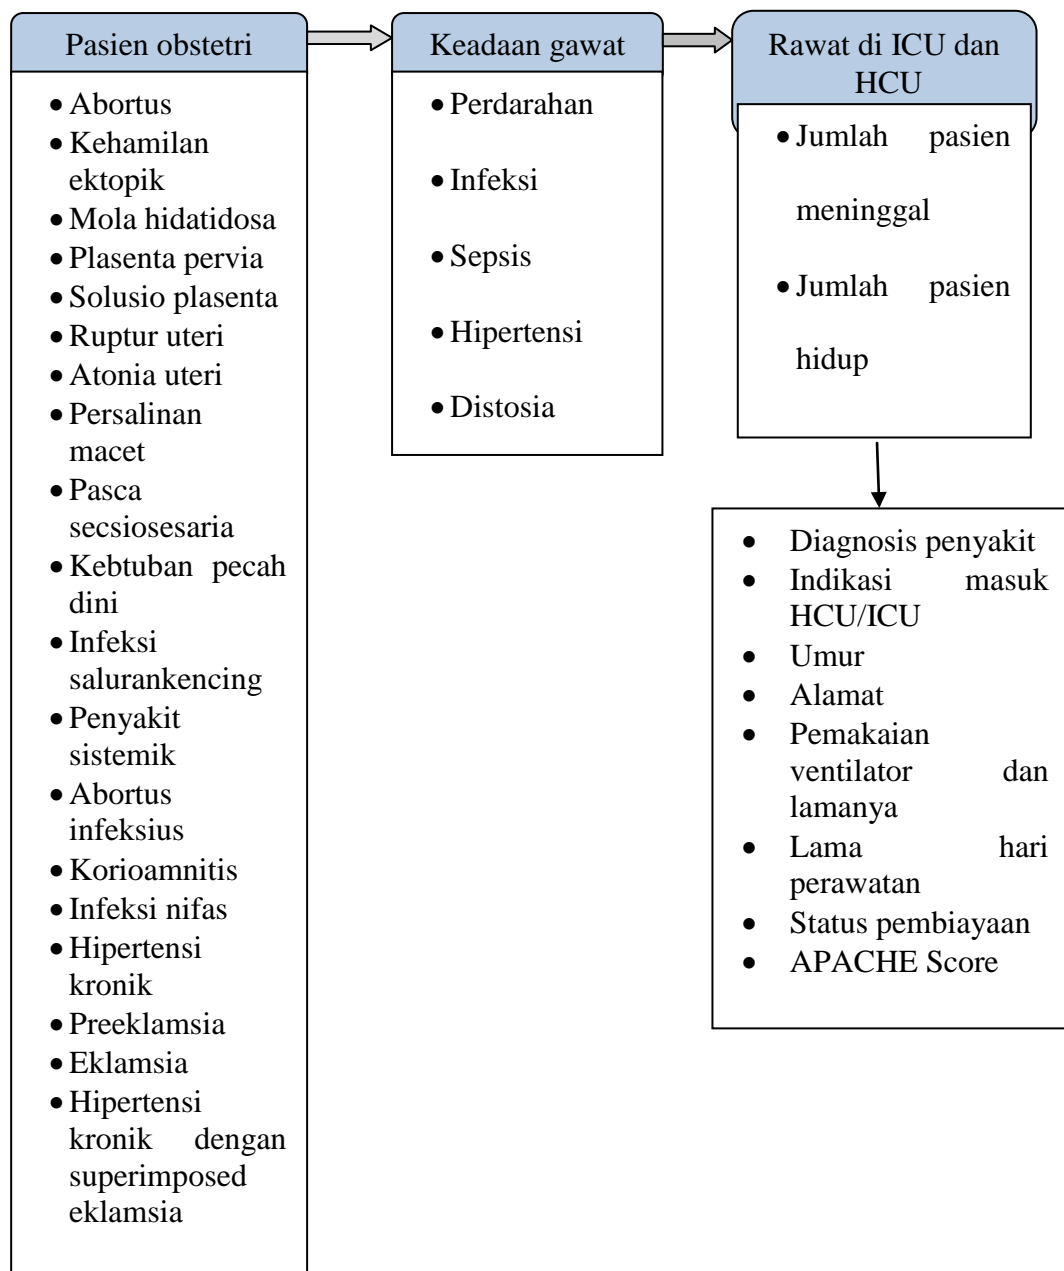 Pasien obstetri
• Abortus
• Kehamilan
ektopik
• Mola hidatidosa
• Plasenta pervia
• Solusio plasenta
• Ruptur uteri
• Atonia uteri
• Persalinan
macet
• Pasca
secsiosesaria
• Kebtuban pecah
dini
• Infeksi
salurankencing
• Penyakit
sistemik
• Abortus
infeksius
• Korioamnitis
• Infeksi nifas
• Hipertensi
kronik
• Preeklamsia
• Eklamsia
• Hipertensi
kronik dengan
superimposed
eklamsia
Keadaan gawat
• Perdarahan
• Infeksi
• Sepsis
• Hipertensi
• Distosia
Rawat di ICU dan
HCU
• Jumlah pasien
meninggal
• Jumlah pasien
hidup
• Diagnosis penyakit
• Indikasi masuk
HCU/ICU
• Umur
• Alamat
• Pemakaian
ventilator dan
lamanya
• Lama hari
perawatan
• Status pembiayaan
• APACHE Score